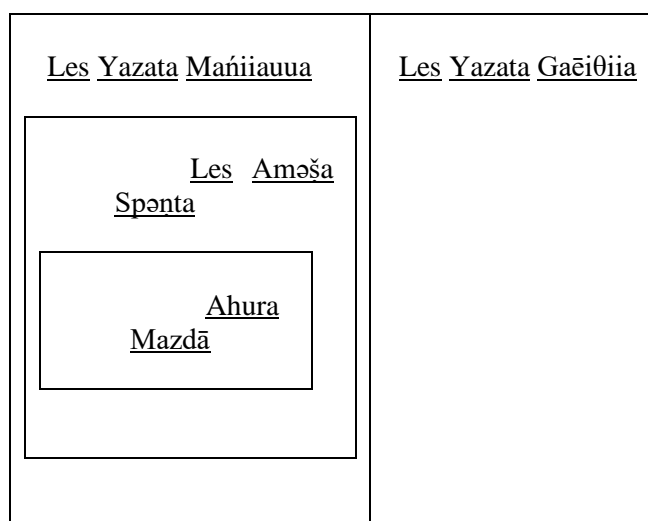 Les Yazata Mańiiauua
Les Yazata Gaēiθiia
Les Aməša
Spəṇta
Ahura
Mazdā